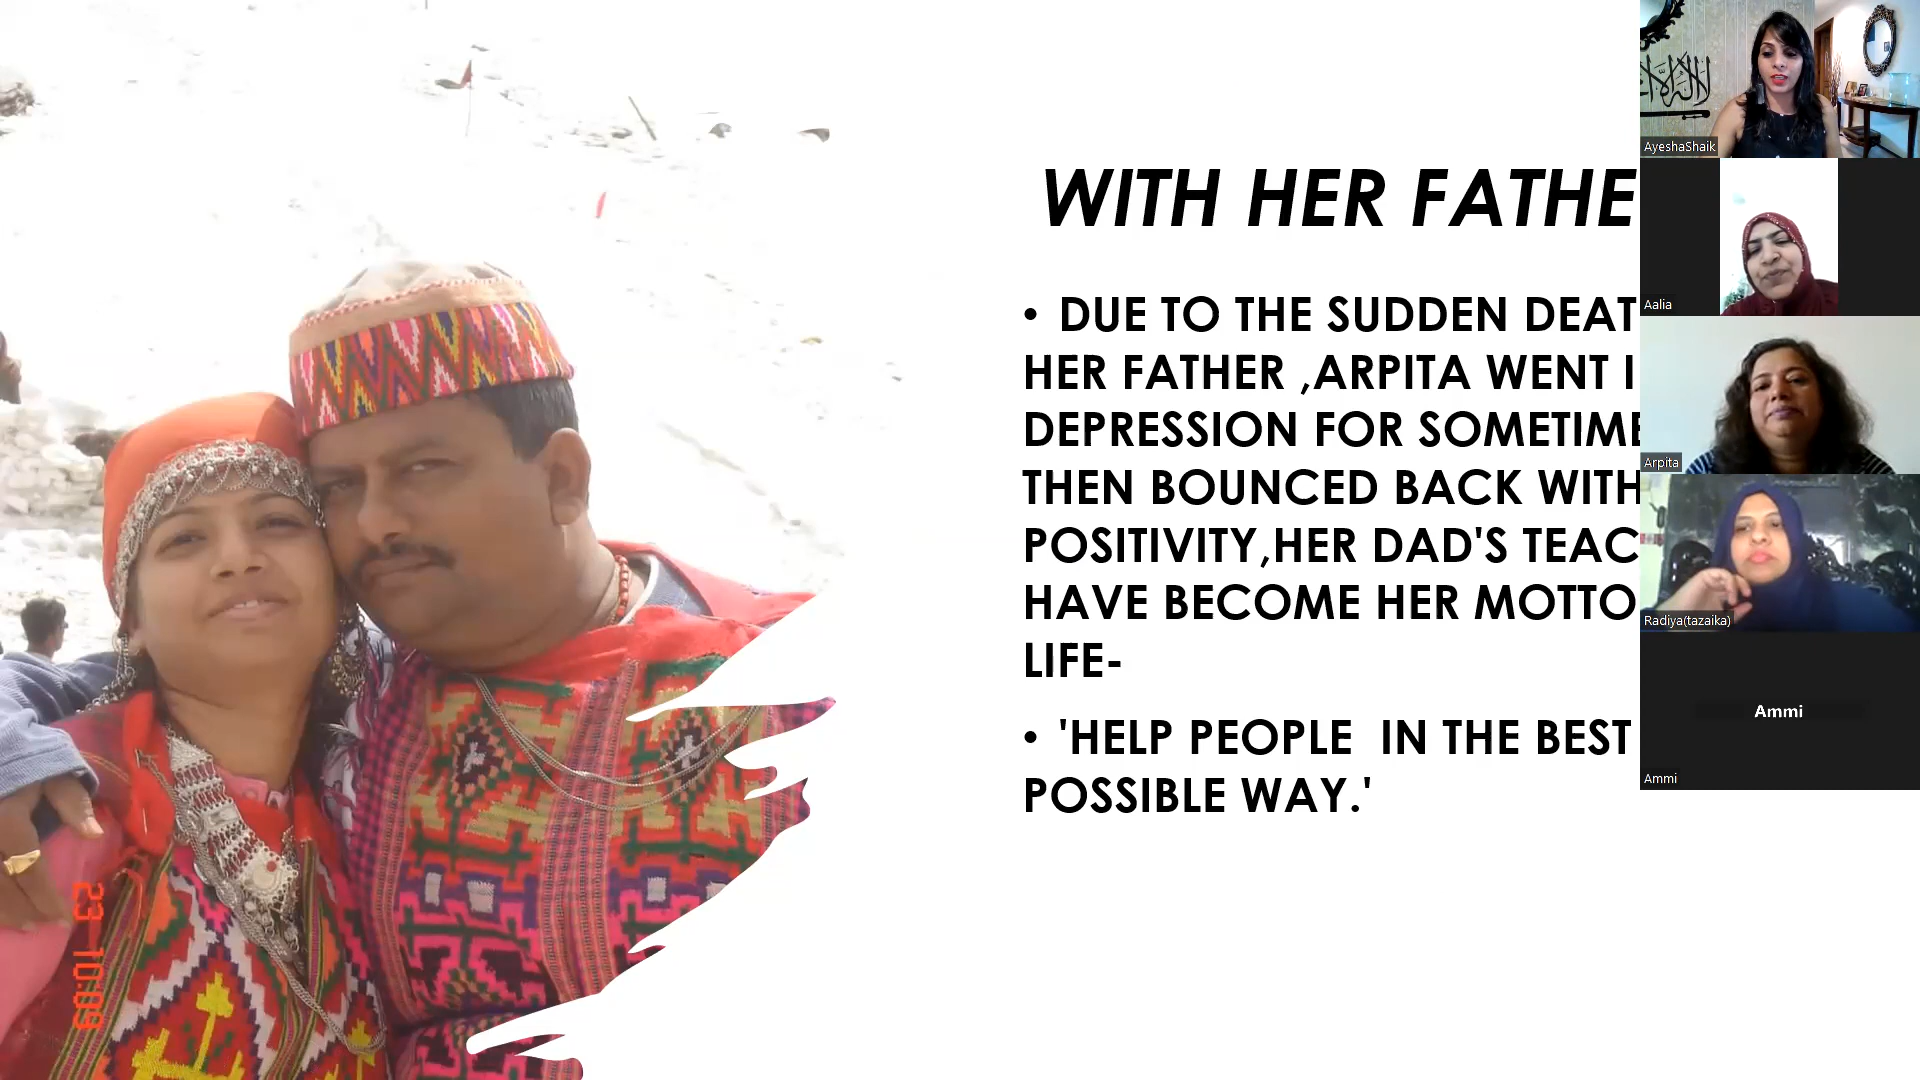 WITH HER FATHE
• DUE TO THE SUDDEN DEAT
HER FATHER ,ARPITA WENT I
DEPRESSION FOR SOMETIME
THEN BOUNCED BACK WITH
POSITIVITY,HER DAD'S TEAC
HAVE BECOME HER MOTTO
LIFE-
• 'HELP PEOPLE  IN THE BEST
POSSIBLE WAY.'
23 10:09
AyeshaShaik
Aalia
Arpita
Radiya(tazaika)
Ammi
Ammi